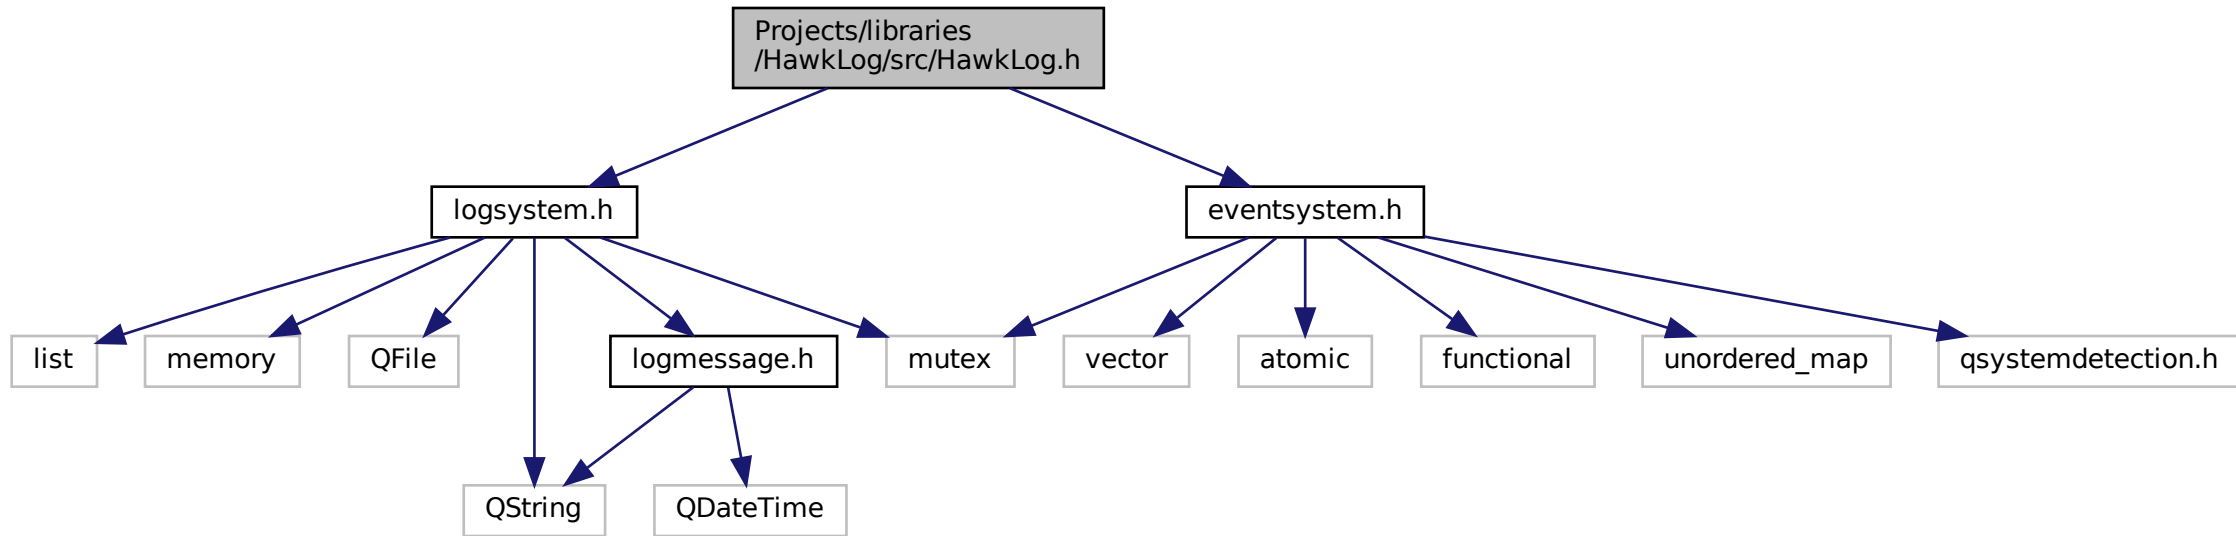 Projects/libraries
/HawkLog/src/HawkLog.h
logsystem.h
eventsystem.h
list
memory
QFile
logmessage.h
mutex
vector
atomic
functional
unordered_map
qsystemdetection.h
QString
QDateTime